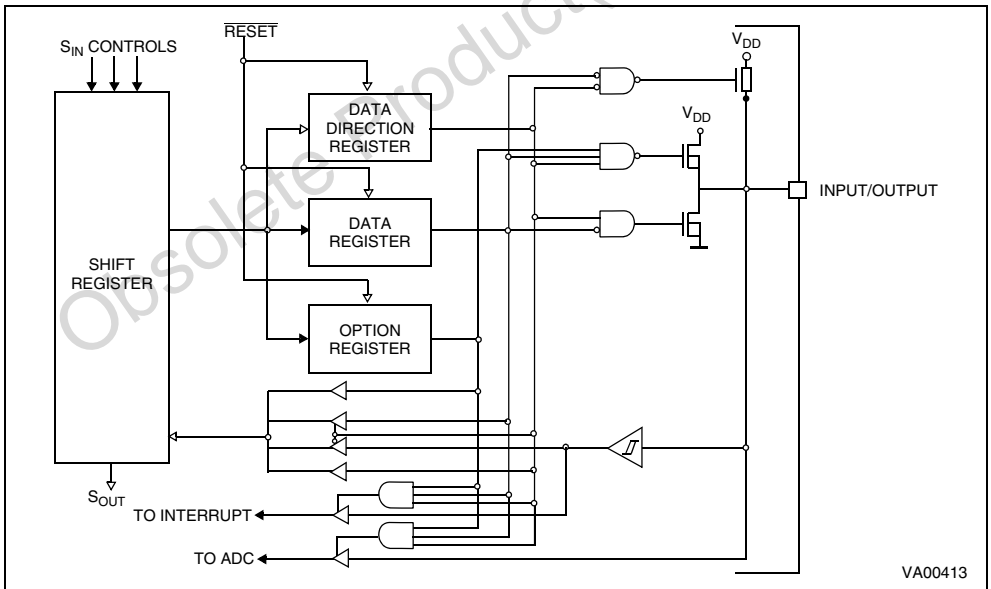 RESET
S_IN CONTROLS
V_DD
DATA
DIRECTION
REGISTER
V_DD
INPUT/OUTPUT
DATA
REGISTER
SHIFT
REGISTER
OPTION
REGISTER
S_OUT
TO INTERRUPT
TO ADC
VA00413
Obsolete Product(